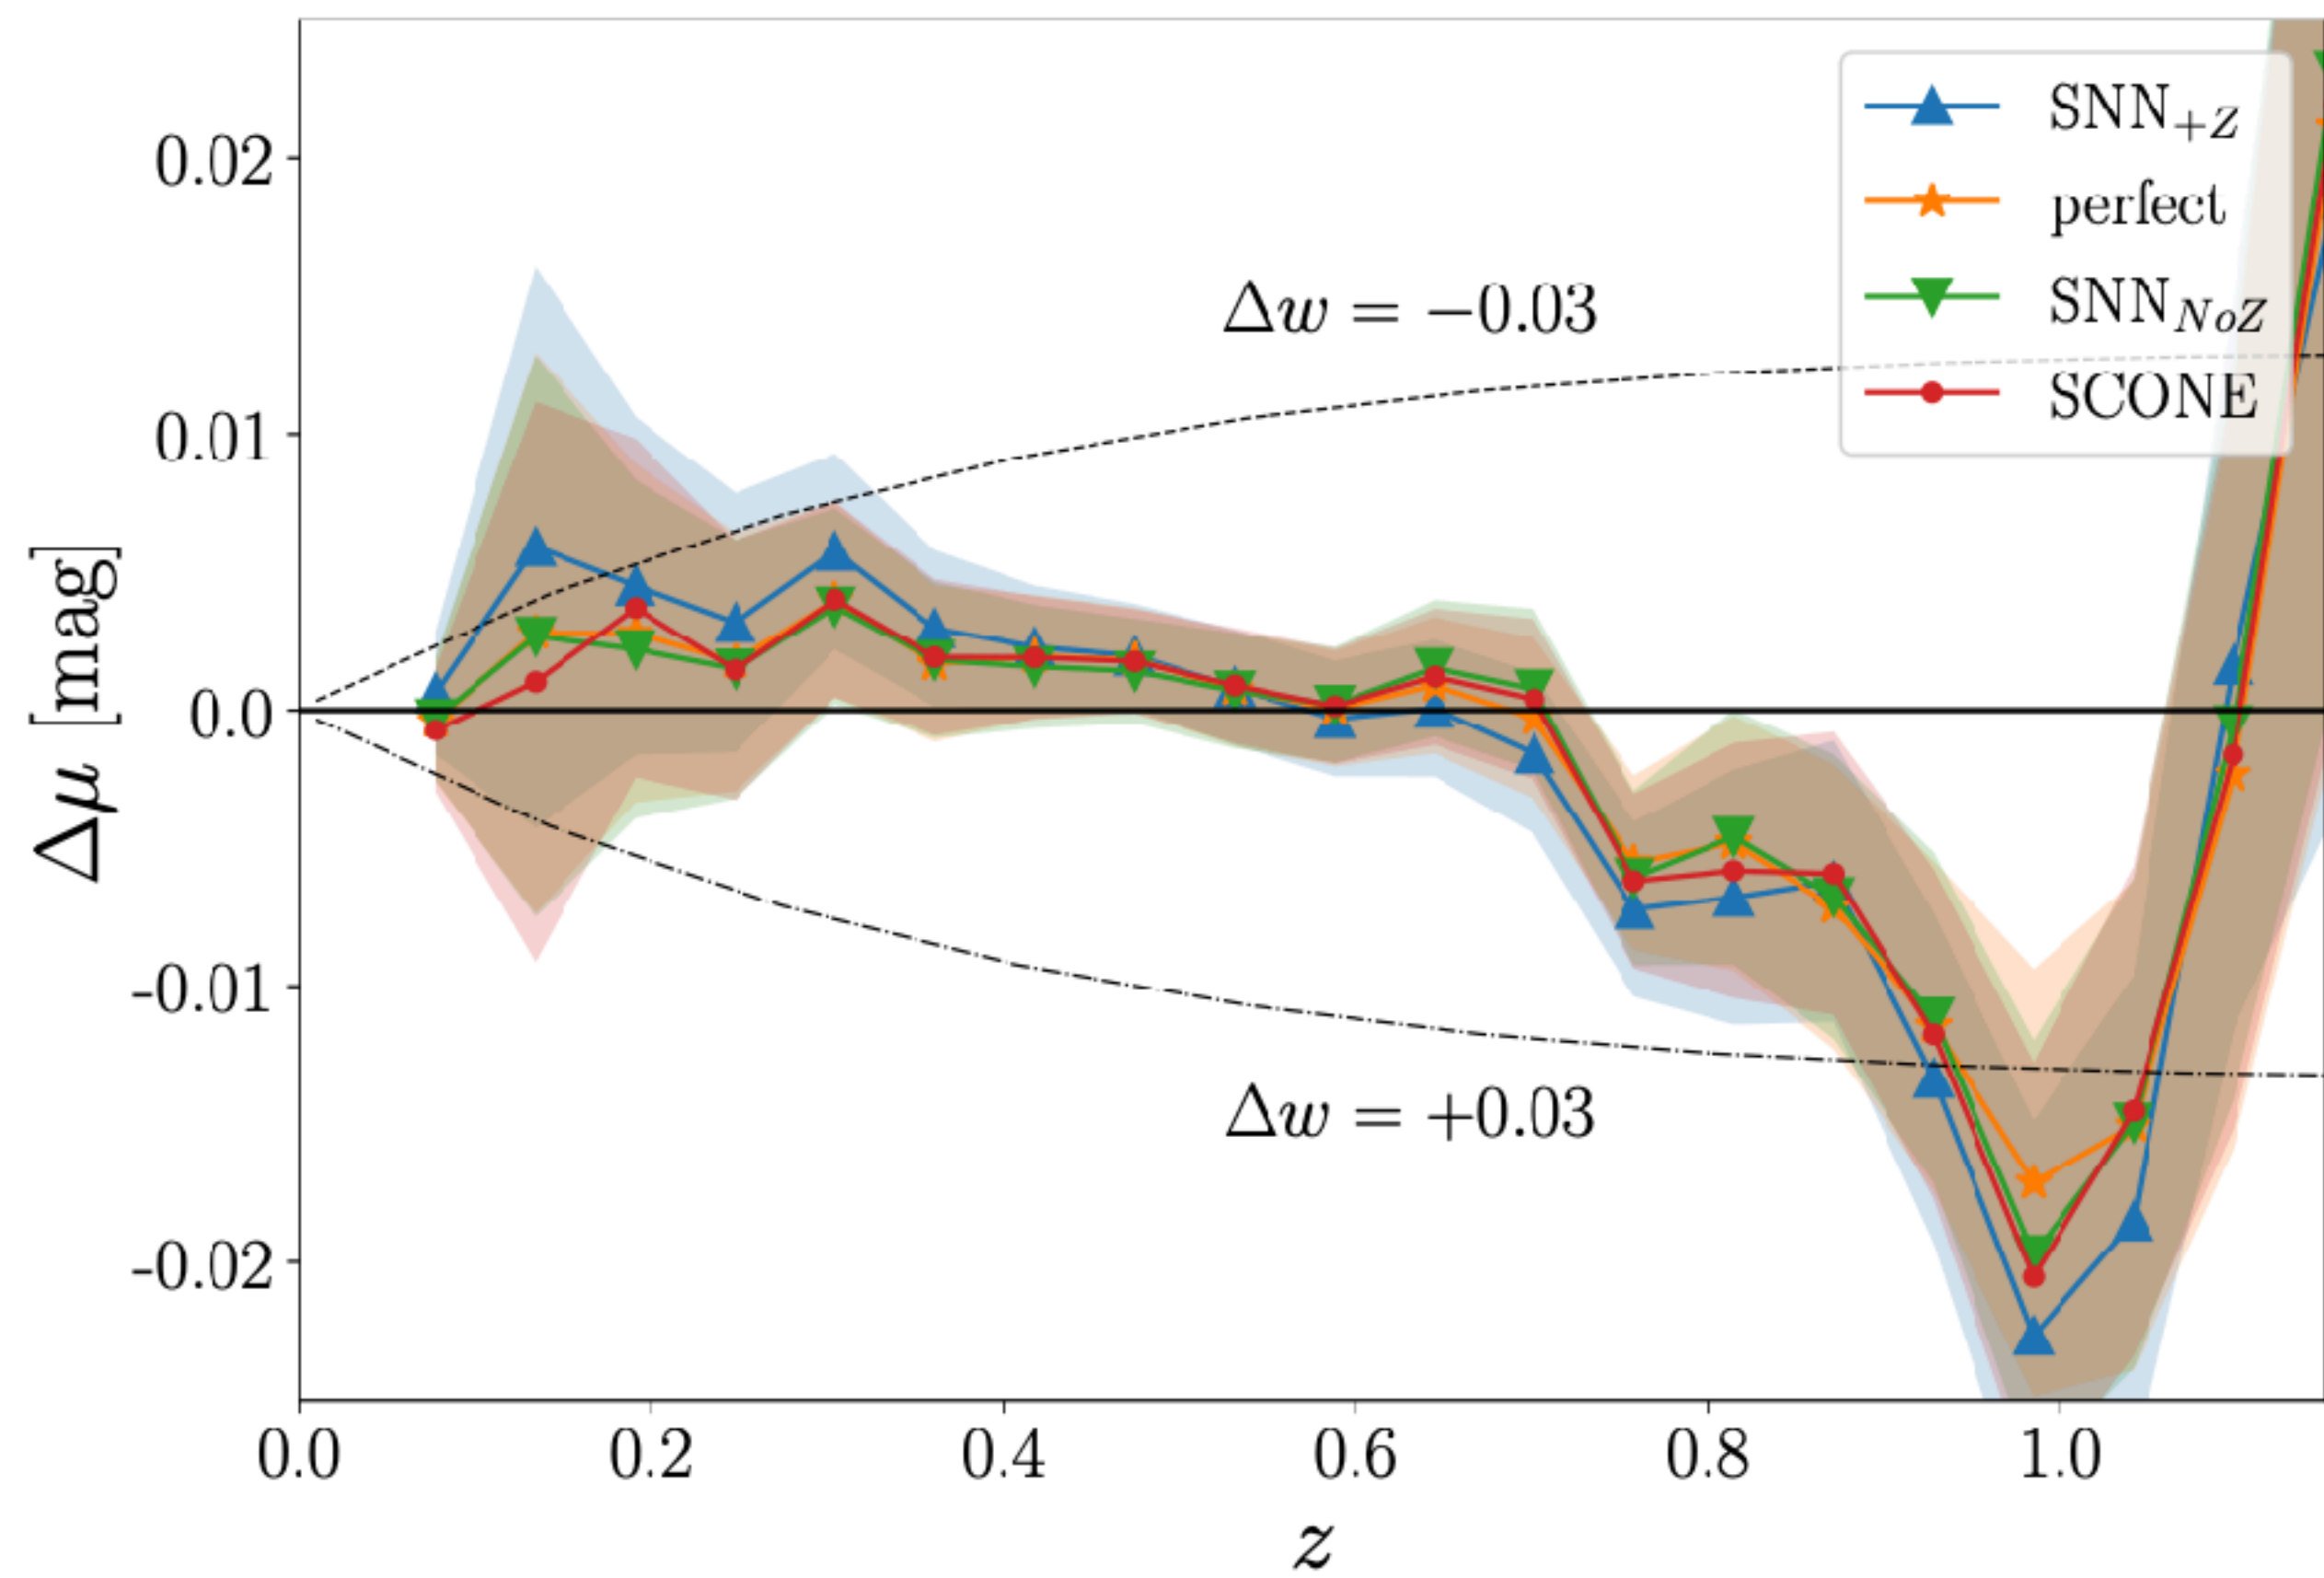 Δμ [mag]
0.02
0.01
0.0
-0.01
-0.02
SNN+Z
perfect
SNNNoZ
SCONE
Δw = −0.03
Δw = +0.03
0.0 0.2 0.4 0.6 0.8 1.0
z